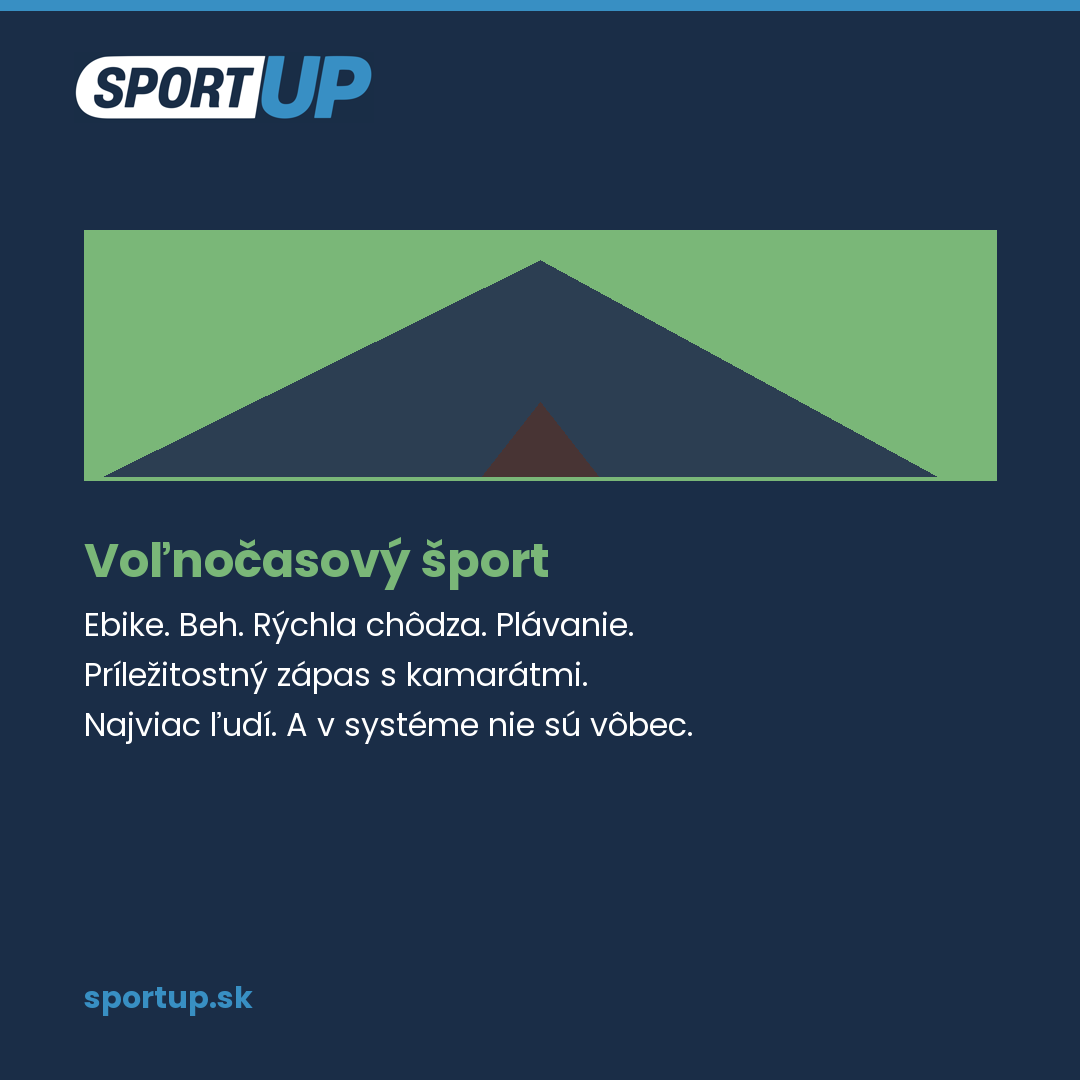 SPORTUP
Voľnočasový šport
Ebike. Beh. Rýchla chôdza. Plávanie.
Príležitostný zápas s kamarátmi.
Najviac ľudí. A v systéme nie sú vôbec.
sportup.sk